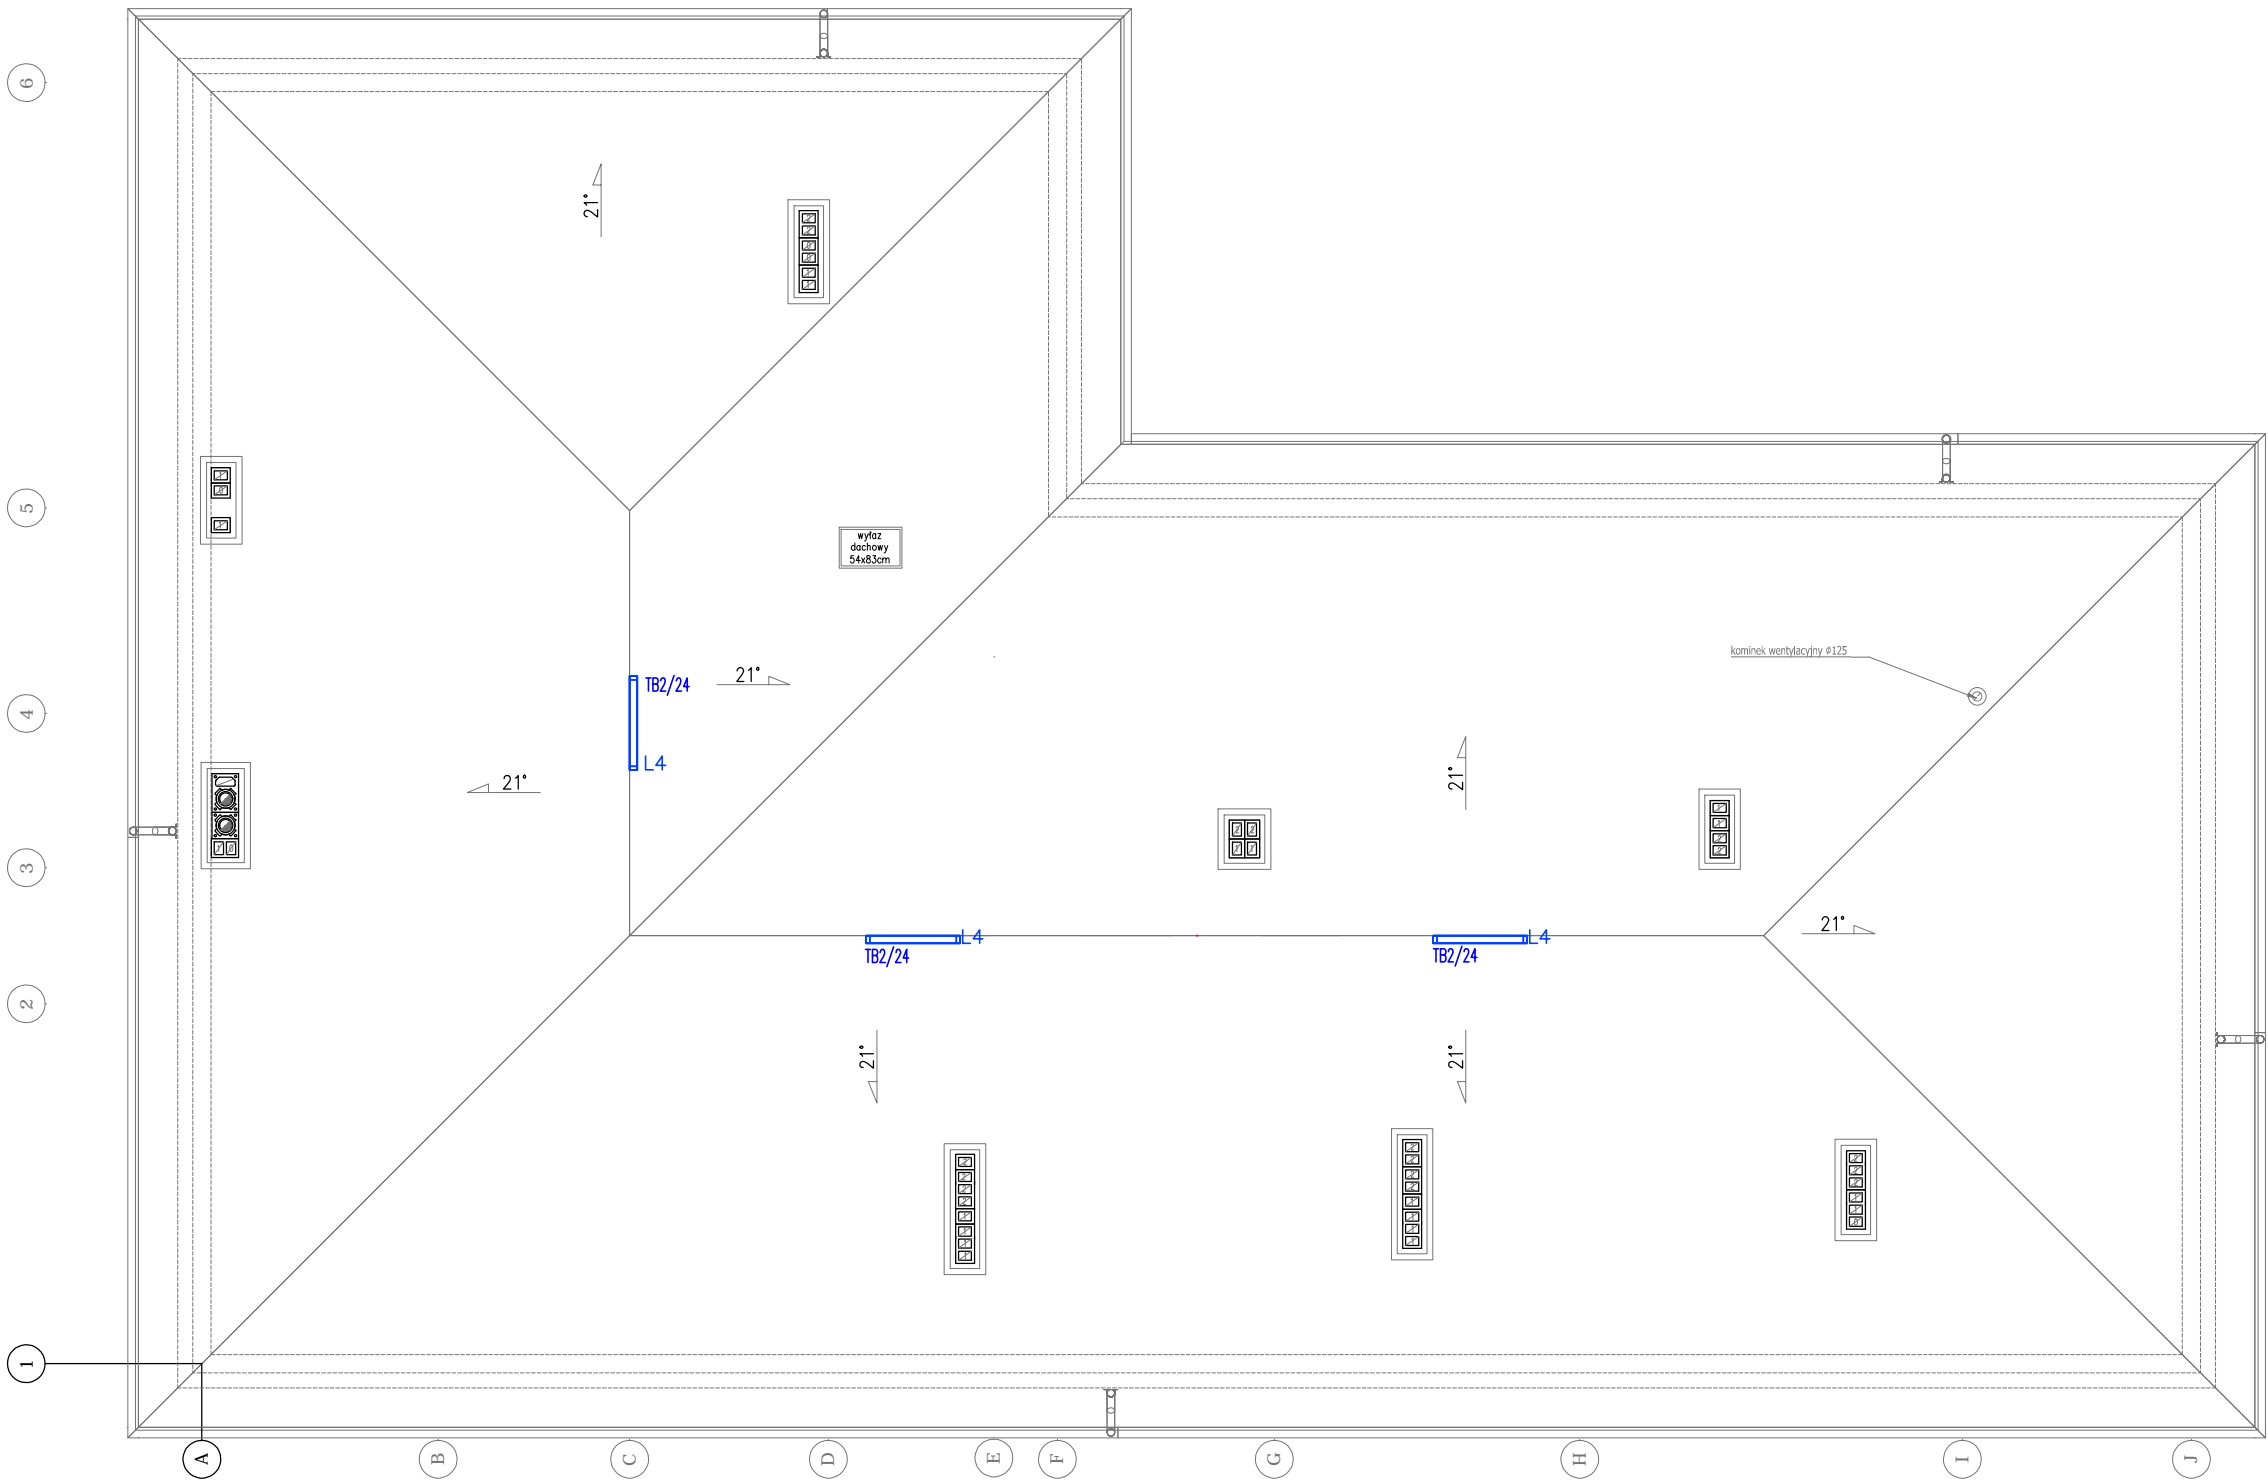 6
21°
5
wyłaz
dachowy
54x83cm
kominek wentylacyjny ϕ125
TB2/24
21°
4
L4
21°
21°
3
21°
L4
L4
TB2/24
TB2/24
2
21°
21°
1
A
B
C
D
E
F
G
H
I
J